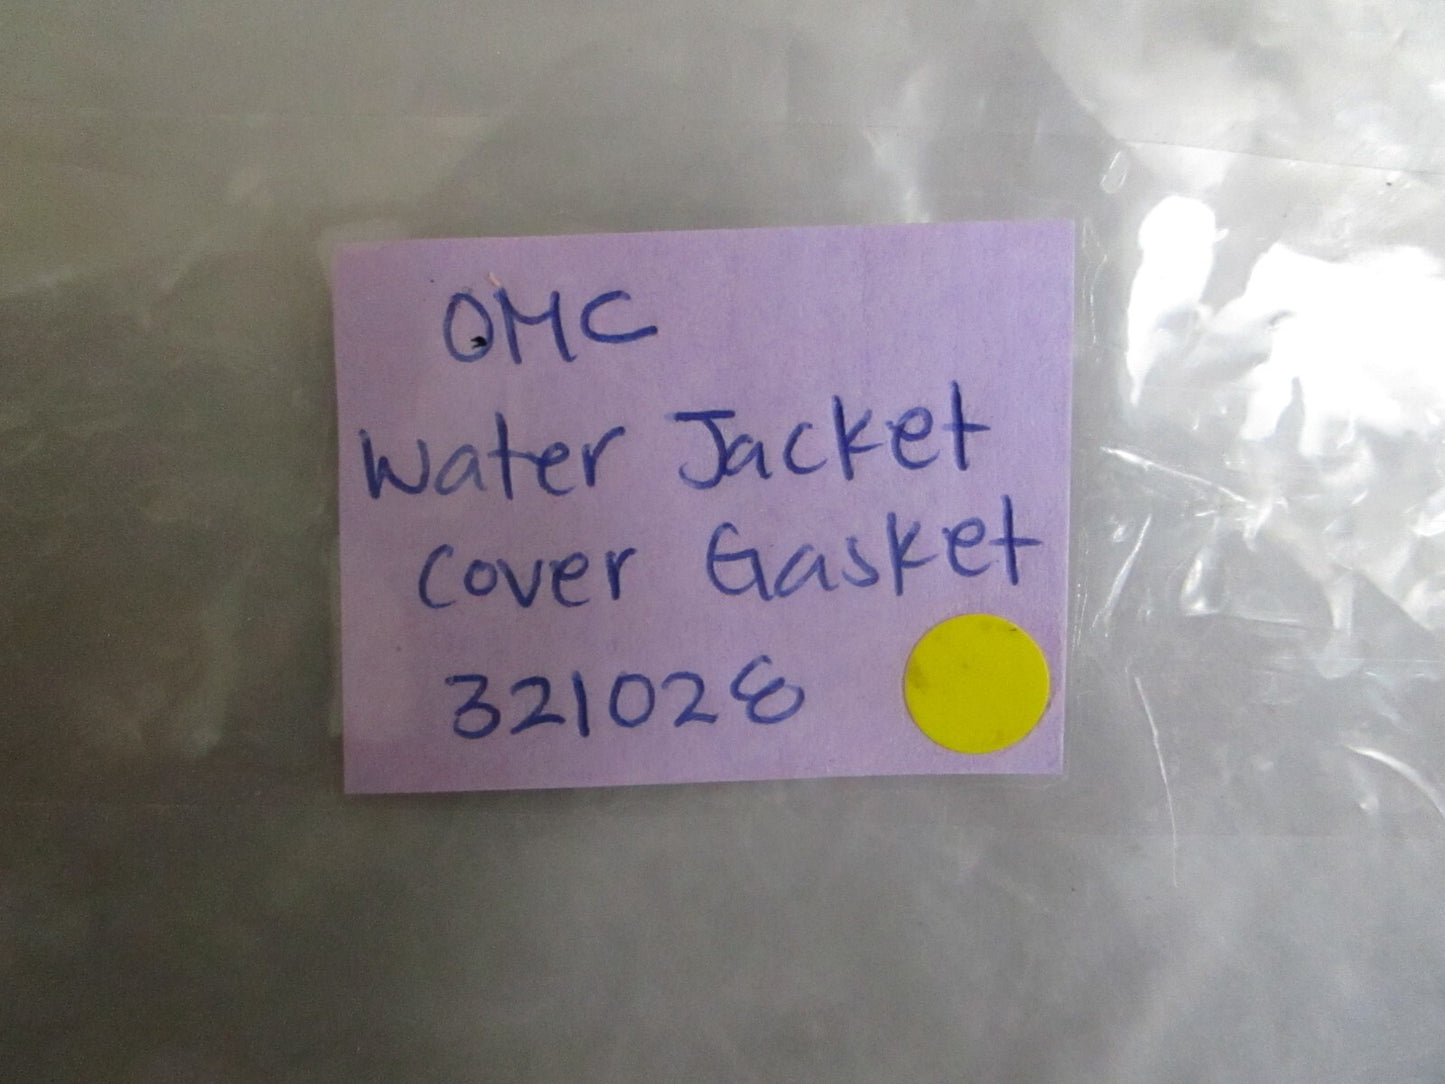 OMC
Water Jacket
Cover Gasket
321028